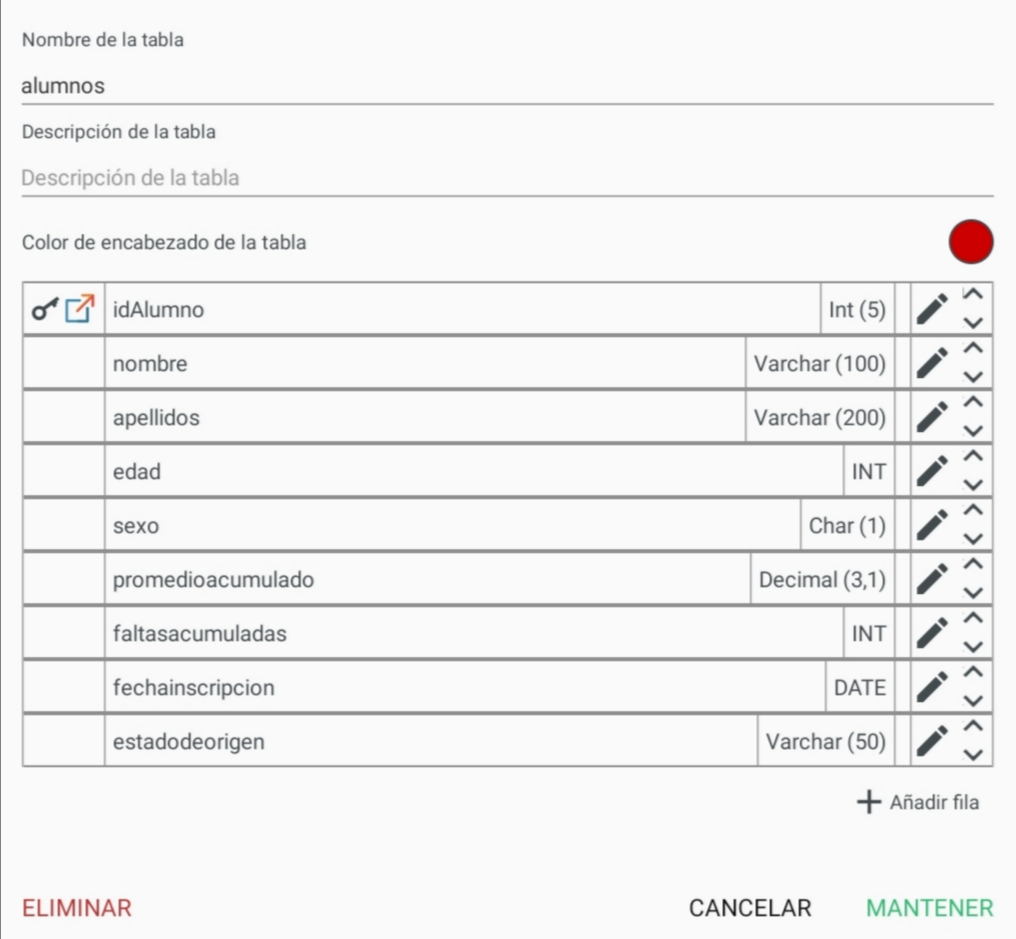 Nombre de la tabla
alumnos
Descripción de la tabla
Descripción de la tabla
Color de encabezado de la tabla
idAlumno Int (5)
nombre Varchar (100)
apellidos Varchar (200)
edad INT
sexo Char (1)
promedioacumulado Decimal (3,1)
faltasacumuladas INT
fechainscripcion DATE
estadodeorigen Varchar (50)
Añadir fila
ELIMINAR CANCELAR MANTENER